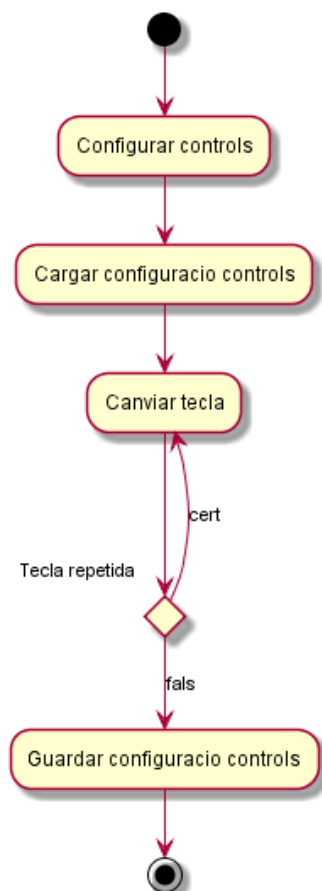 Configurar controls
Cargar configuracio controls
Canviar tecla
cert
Tecla repetida
fals
Guardar configuracio controls